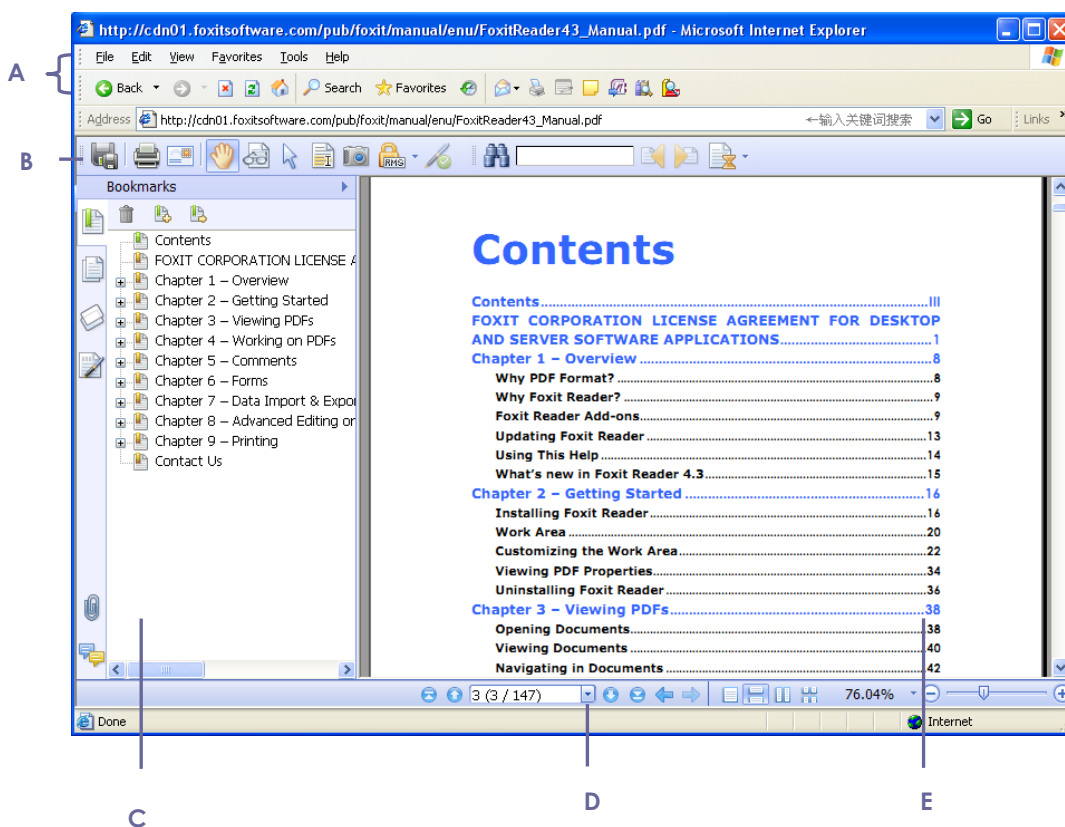 http://cdn01.foxitsoftware.com/pub/foxit/manual/enu/FoxitReader43_Manual.pdf - Microsoft Internet Explorer
File Edit View Favorites Tools Help
A
Back Search Favorites
Address http://cdn01.foxitsoftware.com/pub/foxit/manual/enu/FoxitReader43_Manual.pdf ←输入关键词搜索 Go Links »
B
RMS
Bookmarks
Contents
FOXIT CORPORATION LICENSE A
Chapter 1 – Overview
Chapter 2 – Getting Started
Chapter 3 – Viewing PDFs
Chapter 4 – Working on PDFs
Chapter 5 – Comments
Chapter 6 – Forms
Chapter 7 – Data Import & Expor
Chapter 8 – Advanced Editing on
Chapter 9 – Printing
Contact Us
Contents
Contents....III
FOXIT CORPORATION LICENSE AGREEMENT FOR DESKTOP
AND SERVER SOFTWARE APPLICATIONS....1
Chapter 1 – Overview....8
Why PDF Format?....8
Why Foxit Reader?....9
Foxit Reader Add-ons....9
Updating Foxit Reader....13
Using This Help....14
What's new in Foxit Reader 4.3....15
Chapter 2 – Getting Started....16
Installing Foxit Reader....16
Work Area....20
Customizing the Work Area....22
Viewing PDF Properties....34
Uninstalling Foxit Reader....36
Chapter 3 – Viewing PDFs....38
Opening Documents....38
Viewing Documents....40
Navigating in Documents....42
3 (3 / 147) 76.04%
Done Internet
C
D
E